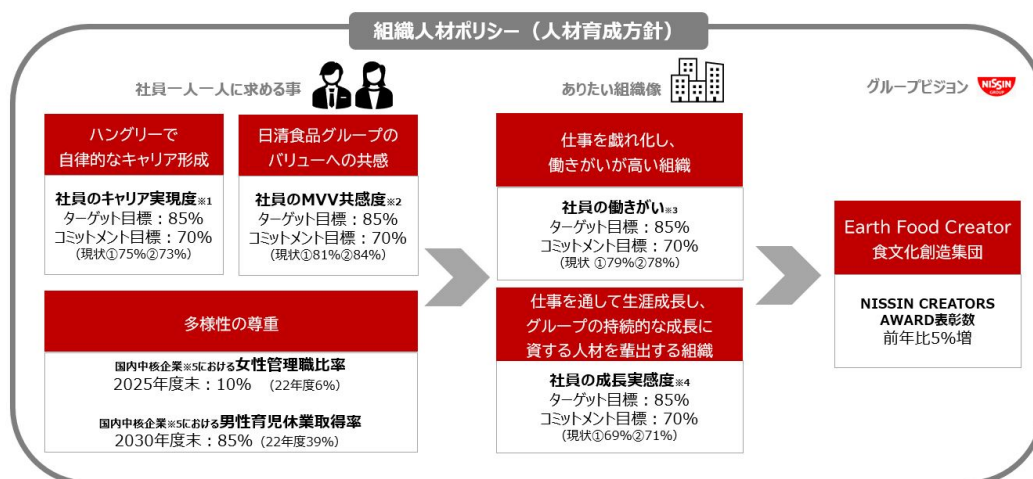 組織人材ポリシー（人材育成方針）
社員一人一人に求める事
ハングリーで
自律的なキャリア形成
社員のキャリア実現度※1
ターゲット目標：85%
コミットメント目標：70%
(現状①75%②73%)
日清食品グループの
バリューへの共感
社員のMVV共感度※2
ターゲット目標：85%
コミットメント目標：70%
(現状①81%②84%)
多様性の尊重
国内中核企業※5における女性管理職比率
2025年度末：10% (22年度6%)
国内中核企業※5における男性育児休業取得率
2030年度末：85% (22年度39%)
ありたい組織像
仕事を戯れ化し、
働きがいが高い組織
社員の働きがい※3
ターゲット目標：85%
コミットメント目標：70%
(現状 ①79%②78%)
仕事を通して生涯成長し、
グループの持続的な成長に
資する人材を輩出する組織
社員の成長実感度※4
ターゲット目標：85%
コミットメント目標：70%
(現状①69%②71%)
グループビジョン
NISSIN
GROUP
Earth Food Creator
食文化創造集団
NISSIN CREATORS
AWARD表彰数
前年比5%増